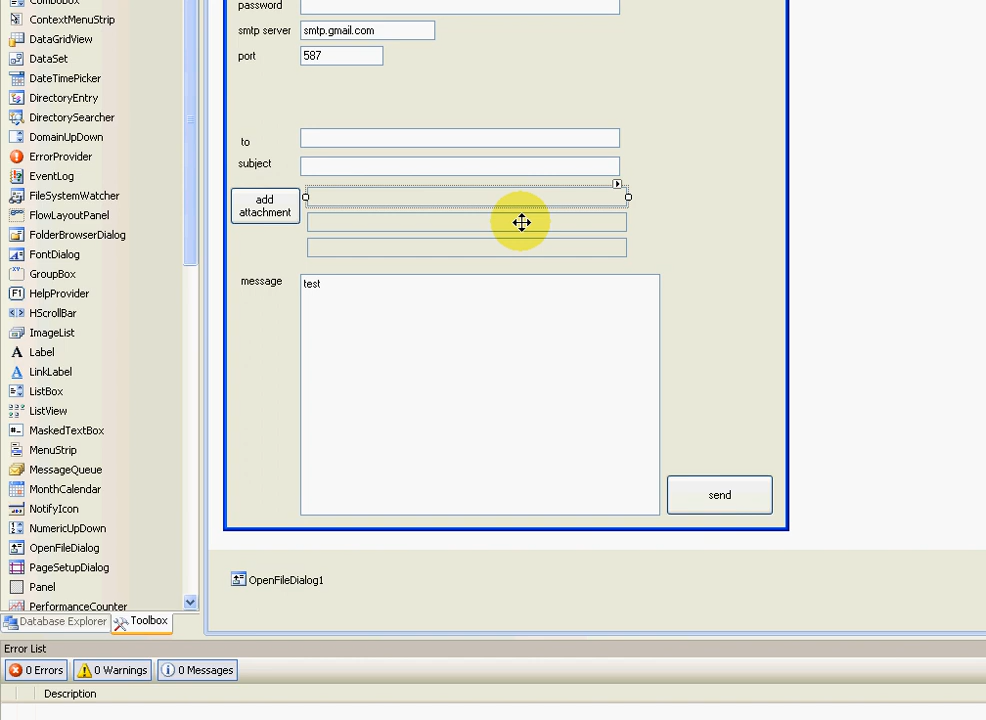 ComboBox
ContextMenuStrip
DataGridView
DataSet
DateTimePicker
DirectoryEntry
DirectorySearcher
DomainUpDown
ErrorProvider
EventLog
FileSystemWatcher
FlowLayoutPanel
FolderBrowserDialog
FontDialog
GroupBox
HelpProvider
HScrollBar
ImageList
Label
LinkLabel
ListBox
ListView
MaskedTextBox
MenuStrip
MessageQueue
MonthCalendar
NotifyIcon
NumericUpDown
OpenFileDialog
PageSetupDialog
Panel
PerformanceCounter
Database Explorer
Toolbox
password
smtp server
smtp.gmail.com
port
587
to
subject
add
attachment
message
test
send
OpenFileDialog1
Error List
0 Errors
0 Warnings
0 Messages
Description